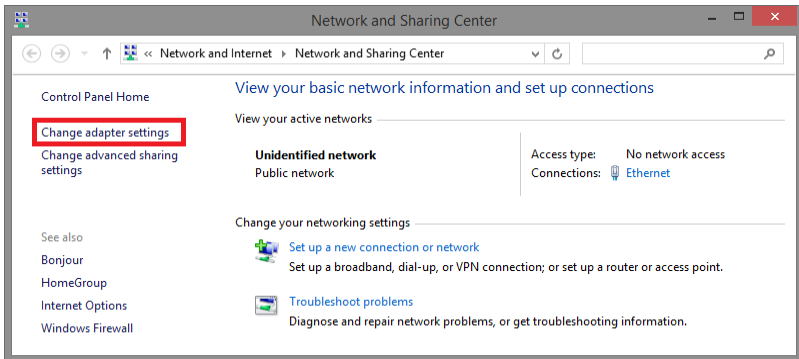 Network and Sharing Center
« Network and Internet Network and Sharing Center
Control Panel Home
Change adapter settings
Change advanced sharing
settings
See also
Bonjour
HomeGroup
Internet Options
Windows Firewall
View your basic network information and set up connections
View your active networks
Unidentified network
Public network
Access type: No network access
Connections: Ethernet
Change your networking settings
Set up a new connection or network
Set up a broadband, dial-up, or VPN connection; or set up a router or access point.
Troubleshoot problems
Diagnose and repair network problems, or get troubleshooting information.